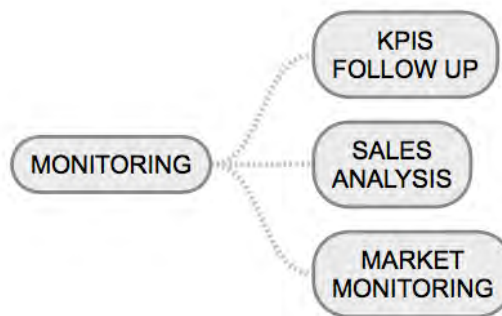 KPIS
FOLLOW UP
MONITORING
SALES
ANALYSIS
MARKET
MONITORING